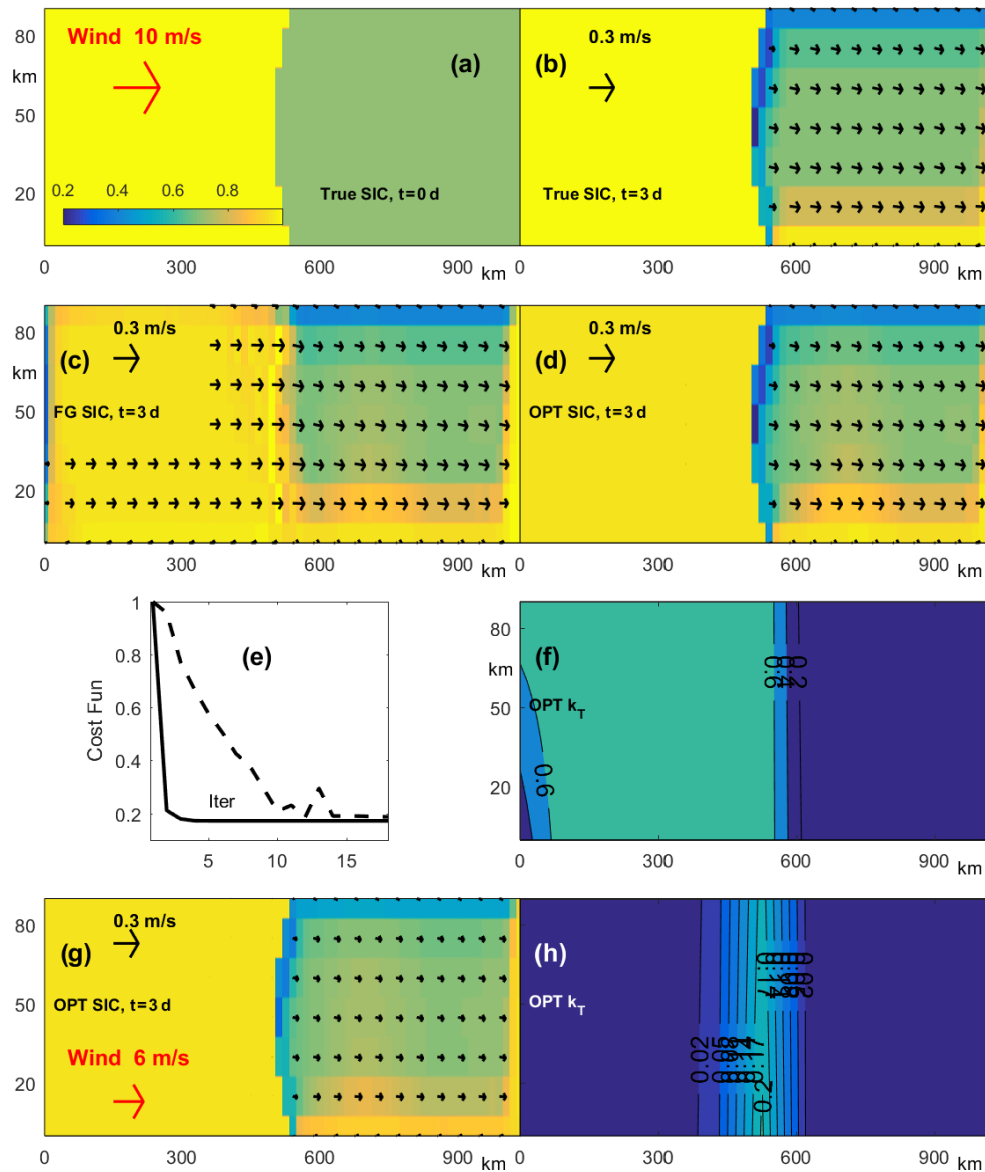 80
km
50
20
Wind 10 m/s
(a)
0.2 0.4 0.6 0.8
True SIC, t=0 d
0 300 600 900 km
0.3 m/s
(b)
True SIC, t=3 d
0 300 600 900 km
80
km
50
20
0.3 m/s
(c)
FG SIC, t=3 d
0 300 600 900 km
0.3 m/s
(d)
OPT SIC, t=3 d
0 300 600 900 km
1
0.8
0.6
0.4
0.2
Cost Fun
(e)
Iter
5 10 15
80
km
50
20
(f)
OPT k_T
0.6
0.6
0.4
0.2
0 300 600 900 km
80
50
20
0.3 m/s
(g)
OPT SIC, t=3 d
Wind 6 m/s
0 300 600 900 km
(h)
OPT k_T
0.02
0.05
0.17
0.2
0 300 600 900 km